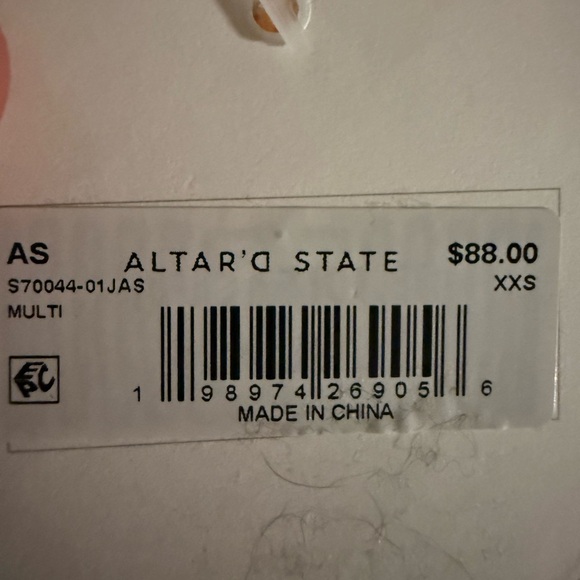 AS
ALTAR'D STATE
$88.00
S70044-01JAS
XXS
MULTI
1 98974 26905 6
MADE IN CHINA